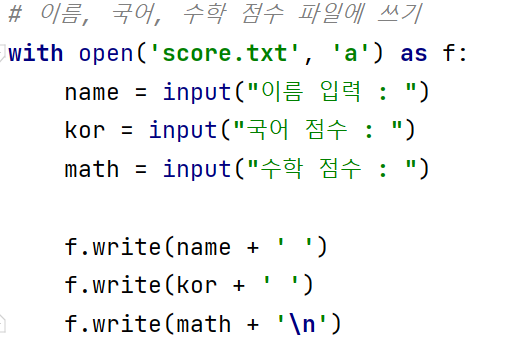 # 이름, 국어, 수학 점수 파일에 쓰기
with open('score.txt', 'a') as f:
    name = input("이름 입력 : ")
    kor = input("국어 점수 : ")
    math = input("수학 점수 : ")

    f.write(name + ' ')
    f.write(kor + ' ')
    f.write(math + '\n')